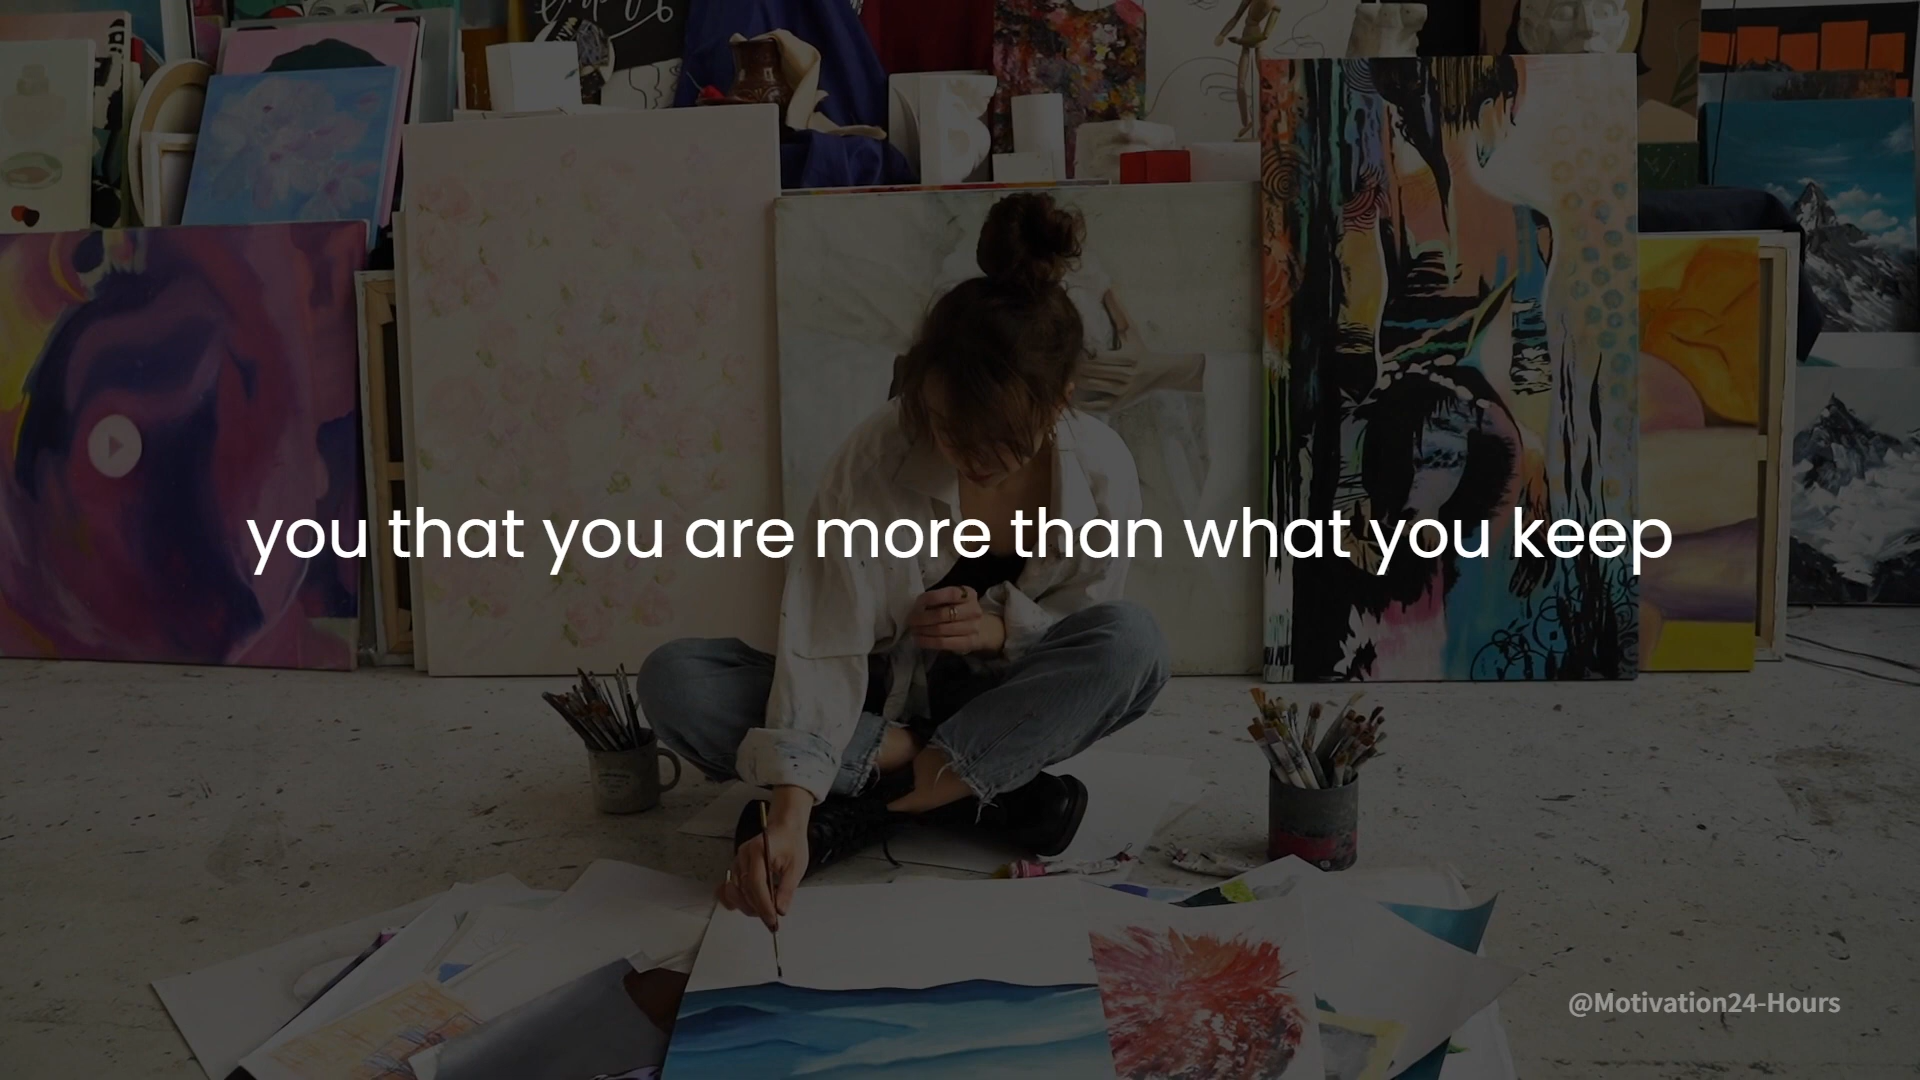 you that you are more than what you keep
@Motivation24-Hours